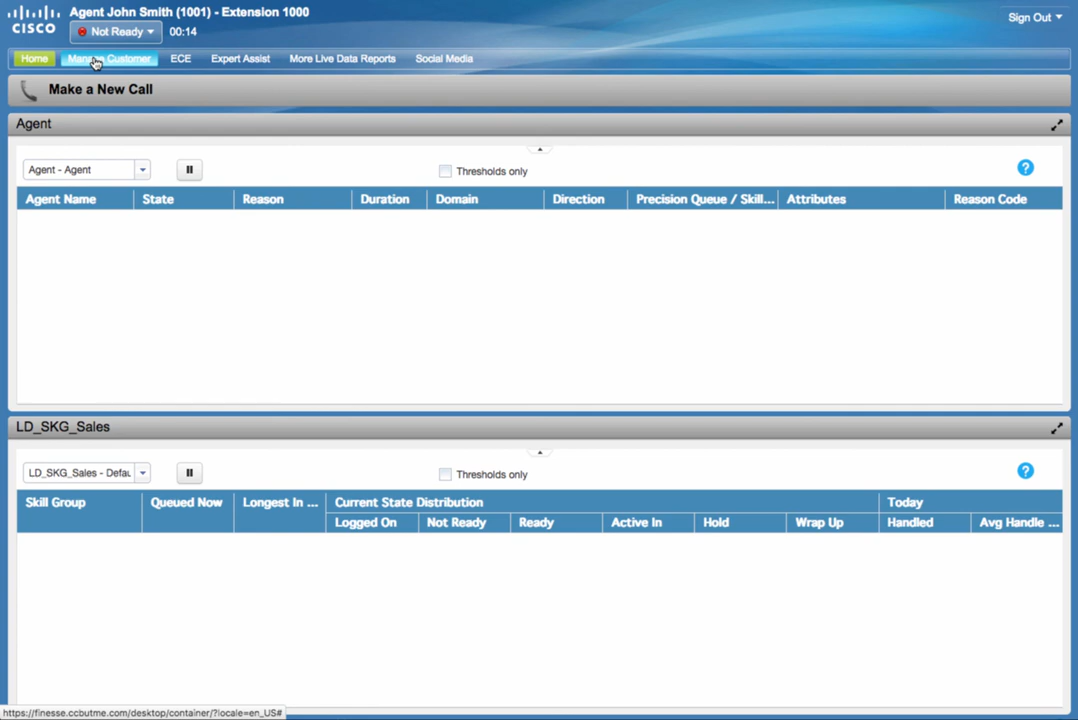 Agent John Smith (1001) - Extension 1000
CISCO
Not Ready 00:14
Sign Out
Home Manage Customer ECE Expert Assist More Live Data Reports Social Media
Make a New Call
Agent
Agent - Agent
Thresholds only
?
Agent Name State Reason Duration Domain Direction Precision Queue / Skill... Attributes Reason Code
LD_SKG_Sales
LD_SKG_Sales - Defau
Thresholds only
?
Skill Group Queued Now Longest In ... Current State Distribution Today
Logged On Not Ready Ready Active In Hold Wrap Up Handled Avg Handle ...
https://finesse.ccbutme.com/desktop/container/?locale=en_US#